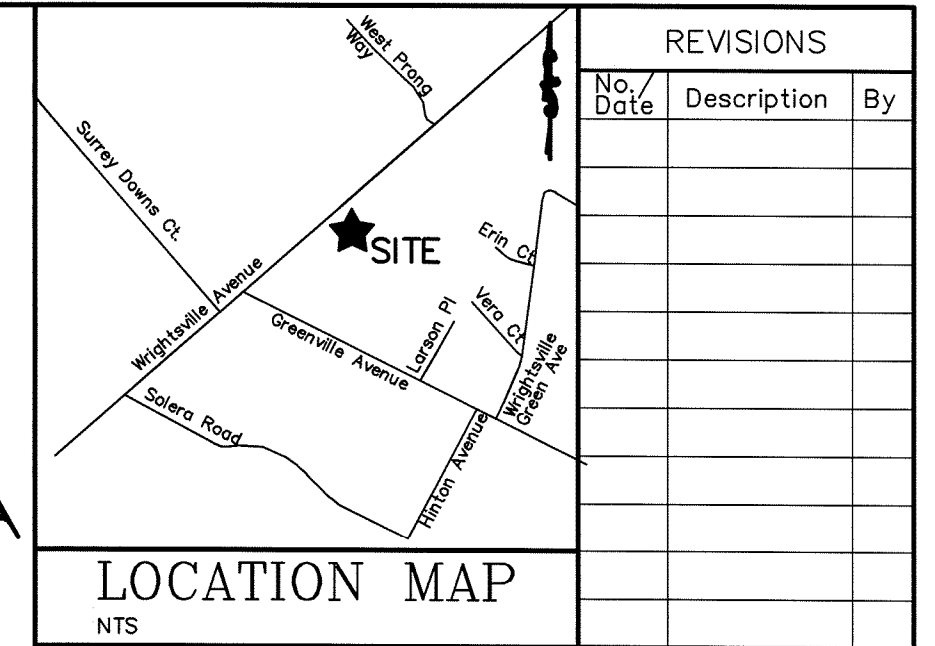 West Prong
Way
Surrey Downs Ct.
SITE
Erin Ct
Wrightsville Avenue
Vera Ct
Larson Pl
Greenville Avenue
Wrightsville
Green Ave
Solera Road
Hinton Avenue
LOCATION MAP
NTS
REVISIONS
No./
Date
Description
By